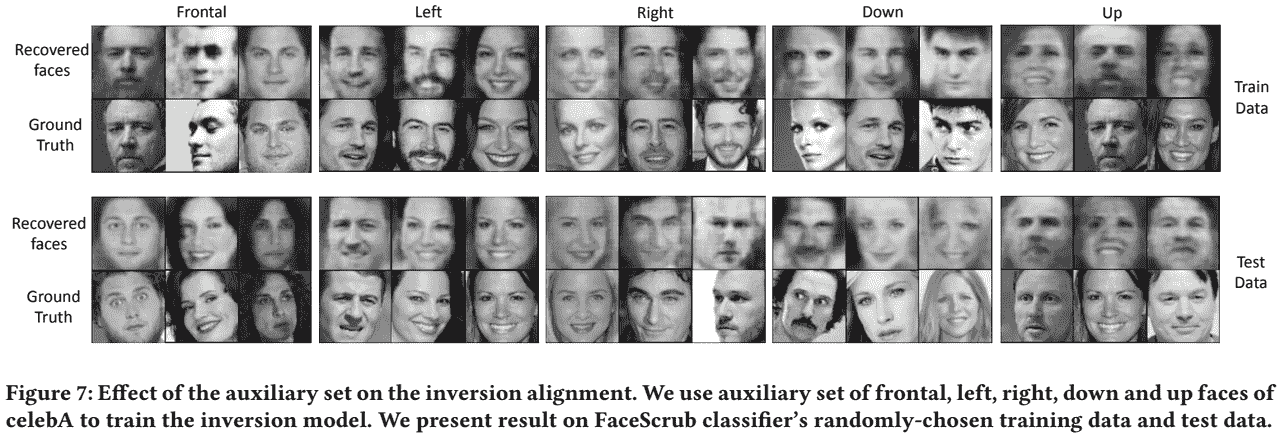 Frontal Left Right Down Up
Recovered
faces
Ground
Truth
Train
Data
Recovered
faces
Ground
Truth
Test
Data
Figure 7: Effect of the auxiliary set on the inversion alignment. We use auxiliary set of frontal, left, right, down and up faces of
celebA to train the inversion model. We present result on FaceScrub classifier's randomly-chosen training data and test data.